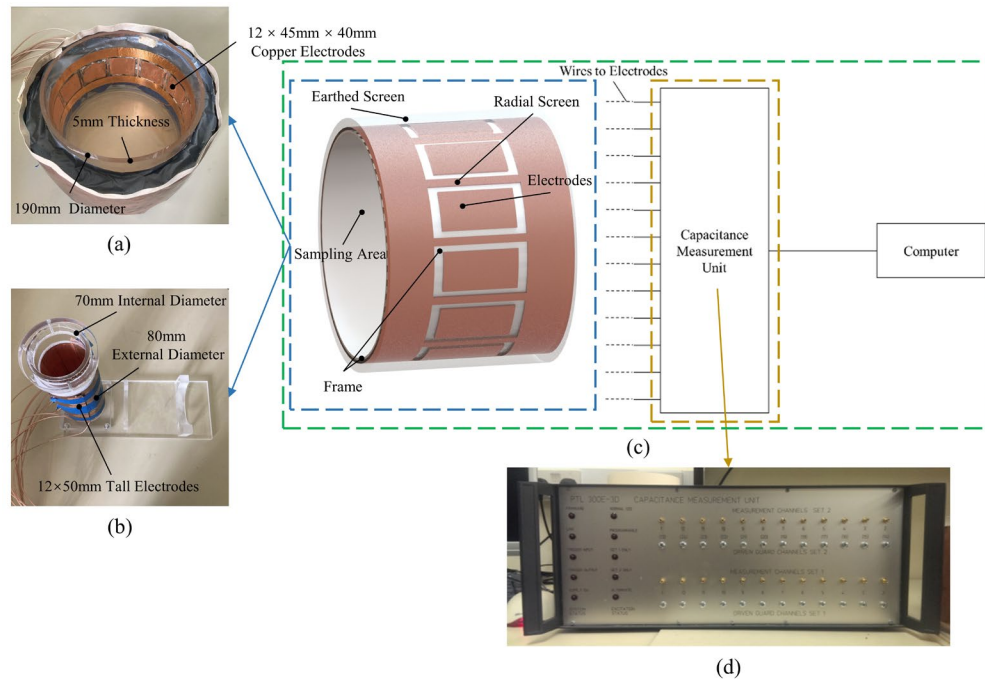 12 × 45mm × 40mm
Copper Electrodes
5mm Thickness
190mm Diameter
(a)
70mm Internal Diameter
80mm
External Diameter
12×50mm Tall Electrodes
(b)
Wires to Electrodes
Earthed Screen
Radial Screen
Electrodes
Sampling Area
Frame
Capacitance
Measurement
Unit
Computer
(c)
PTL 300E-3D CAPACITANCE MEASUREMENT UNIT
MEASUREMENT CHANNELS SET 2
DRIVEN GUARD CHANNELS SET 2
MEASUREMENT CHANNELS SET 1
DRIVEN GUARD CHANNELS SET 1
(d)